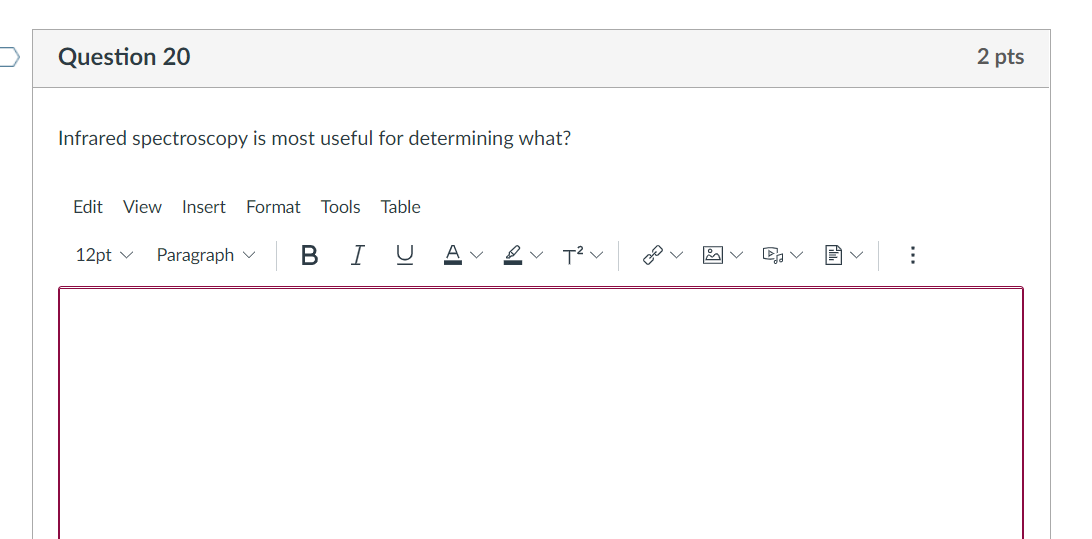 Question 20 2 pts
Infrared spectroscopy is most useful for determining what?
Edit View Insert Format Tools Table
12pt Paragraph B I U A T²